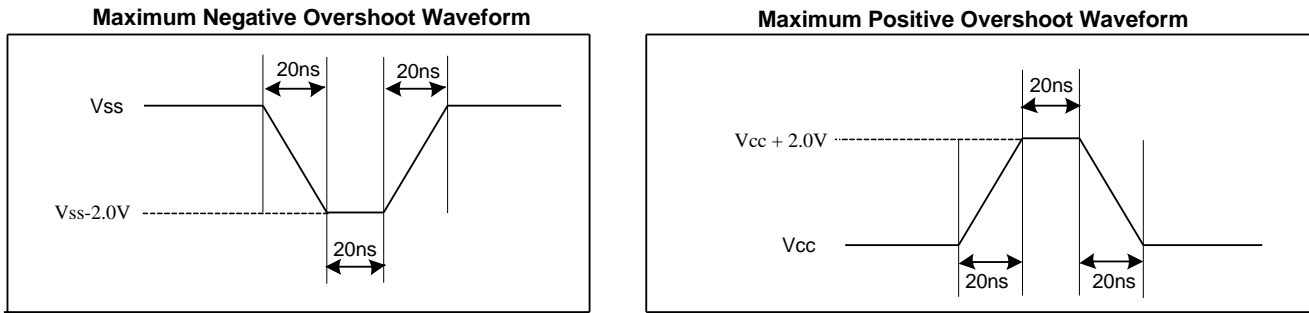 Maximum Negative Overshoot Waveform
20ns
20ns
Vss
Vss-2.0V
20ns
Maximum Positive Overshoot Waveform
20ns
Vcc + 2.0V
Vcc
20ns
20ns